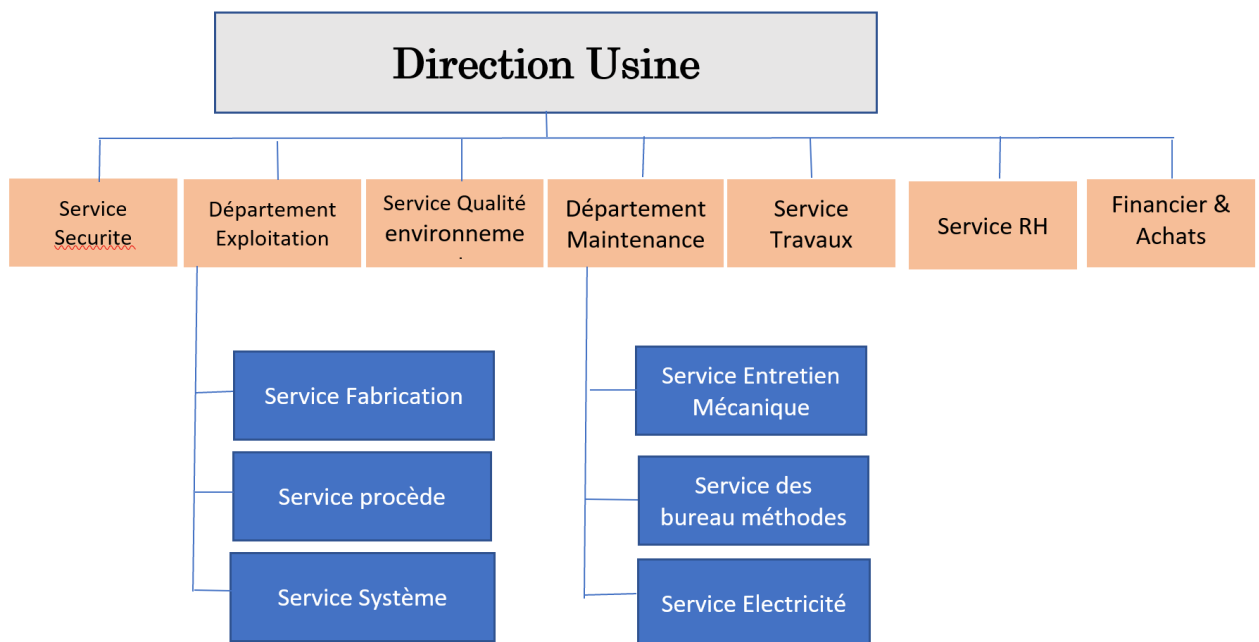 Direction Usine
Service
Securite
Département
Exploitation
Service Qualité
environneme
Département
Maintenance
Service
Travaux
Service RH
Financier &
Achats
Service Fabrication
Service procède
Service Système
Service Entretien
Mécanique
Service des
bureau méthodes
Service Electricité